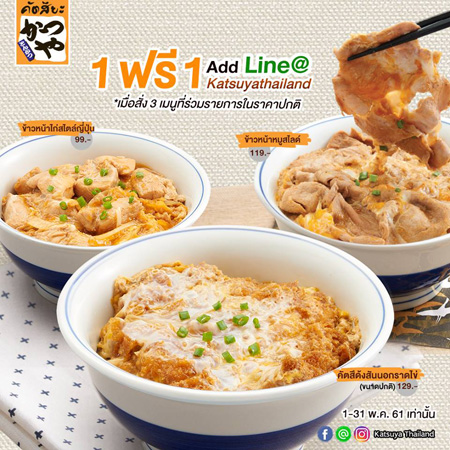 คัตสึยะ
かつや
1 ฟรี 1 Add Line@
Katsuyathailand
*เมื่อสั่ง 3 เมนูที่ร่วมรายการในราคาปกติ
ข้าวหน้าไก่สไตล์ญี่ปุ่น
99.-
ข้าวหน้าหมูสไลด์
119.-
คัตสึด้งสันนอกราดไข่
(ขนาดปกติ) 129.-
1-31 พ.ค. 61 เท่านั้น
Katsuya Thailand